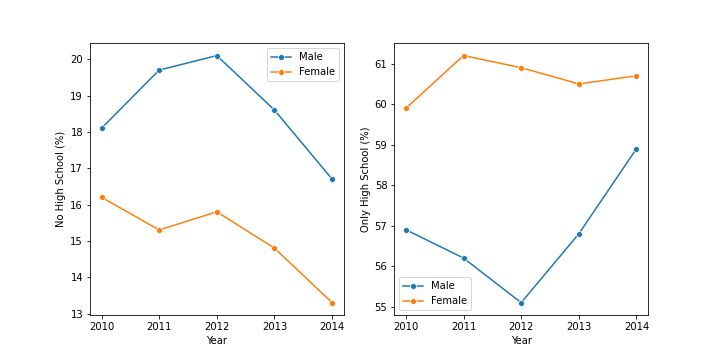 No High School (%)
20
19
18
17
16
15
14
13
2010 2011 2012 2013 2014
Year
Male
Female
Only High School (%)
61
60
59
58
57
56
55
2010 2011 2012 2013 2014
Year
Male
Female